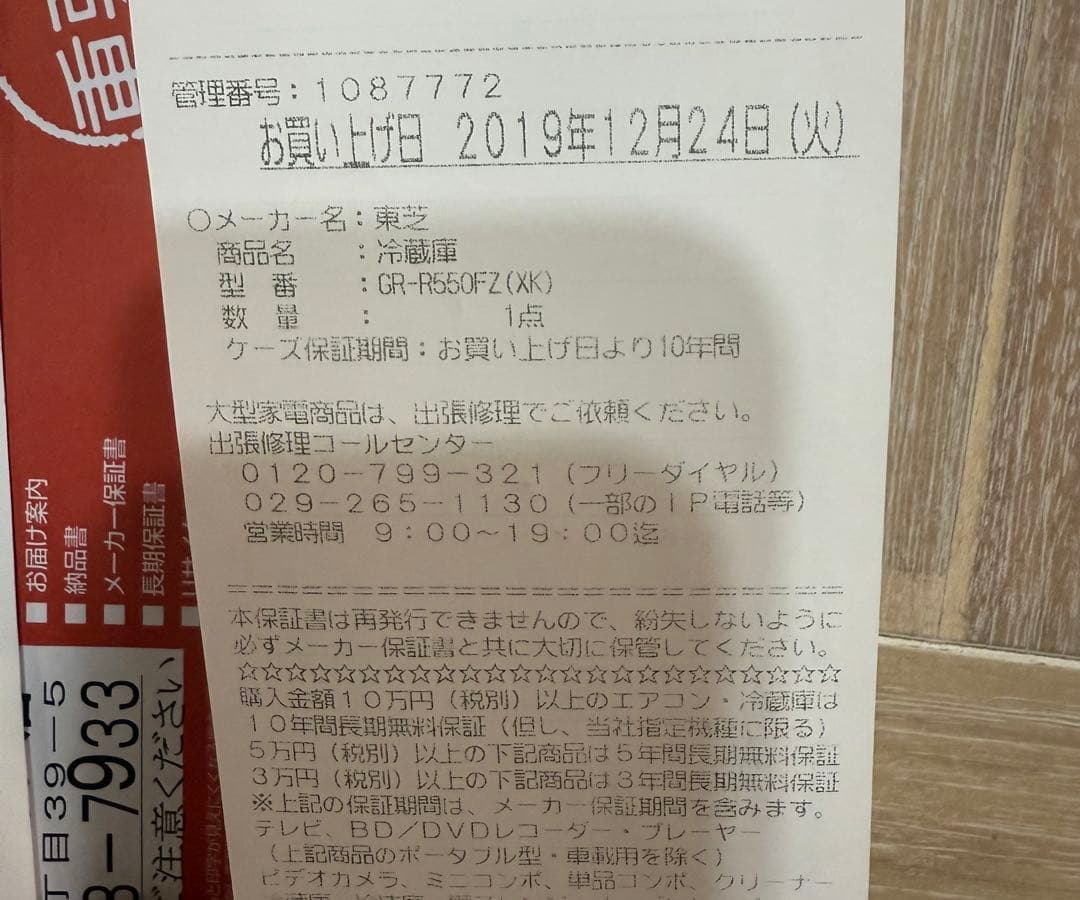 管理番号：１０８７７７２
お買い上げ日 2019年12月24日(火)
○メーカー名：東芝
商品名　　：冷蔵庫
型　番　　：GR-R550FZ(XK)
数　量　　：　　　　　1点
ケーズ保証期間：お買い上げ日より10年間
大型家電商品は、出張修理でご依頼ください。
出張修理コールセンター
０１２０－７９９－３２１（フリーダイヤル）
０２９－２６５－１１３０（一部のＩＰ電話等）
営業時間　９：００～１９：００迄
本保証書は再発行できませんので、紛失しないように
必ずメーカー保証書と共に大切に保管してください。
☆☆☆☆☆☆☆☆☆☆☆☆☆☆☆☆☆☆☆☆☆☆☆☆☆
購入金額１０万円（税別）以上のエアコン・冷蔵庫は
１０年間長期無料保証（但し、当社指定機種に限る）
５万円（税別）以上の下記商品は５年間長期無料保証
３万円（税別）以上の下記商品は３年間長期無料保証
※上記の保証期間は、メーカー保証期間を含みます。
テレビ、ＢＤ／ＤＶＤレコーダー・プレーヤー
（上記商品のポータブル型・車載用を除く）
ビデオカメラ、ミニコンポ、単品コンポ、クリーナー
■お届け案内
■納品書
■メーカー保証書
■長期保証書
丁目39-5
-7933
ご注意ください